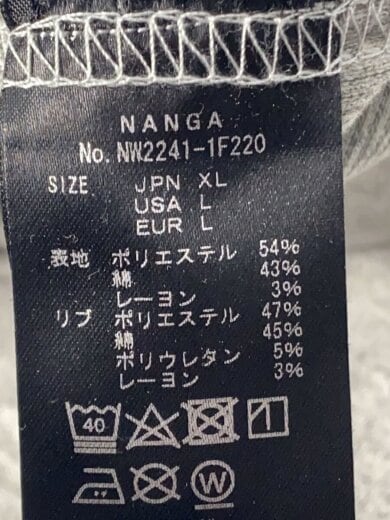 NANGA
No. NW2241-1F220
SIZE JPN XL
USA L
EUR L
表地 ポリエステル 54%
綿 43%
レーヨン 3%
リブ ポリエステル 47%
綿 45%
ポリウレタン 5%
レーヨン 3%
40
W